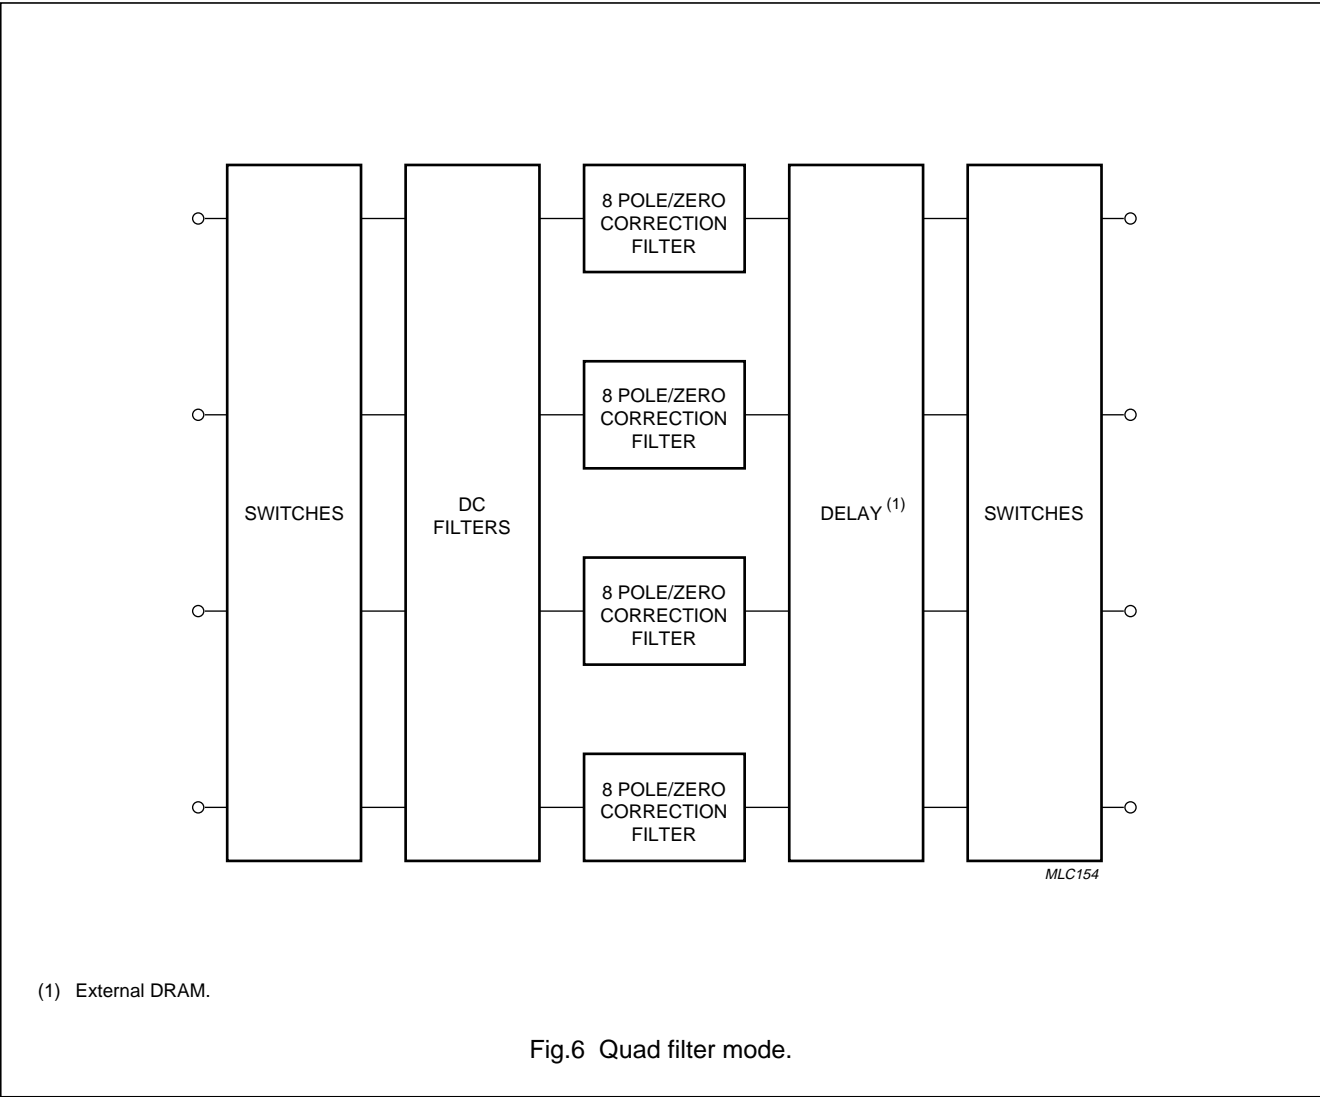 8 POLE/ZERO
CORRECTION
FILTER
8 POLE/ZERO
CORRECTION
FILTER
SWITCHES
DC
FILTERS
DELAY (1)
SWITCHES
8 POLE/ZERO
CORRECTION
FILTER
8 POLE/ZERO
CORRECTION
FILTER
MLC154
(1) External DRAM.
Fig.6 Quad filter mode.